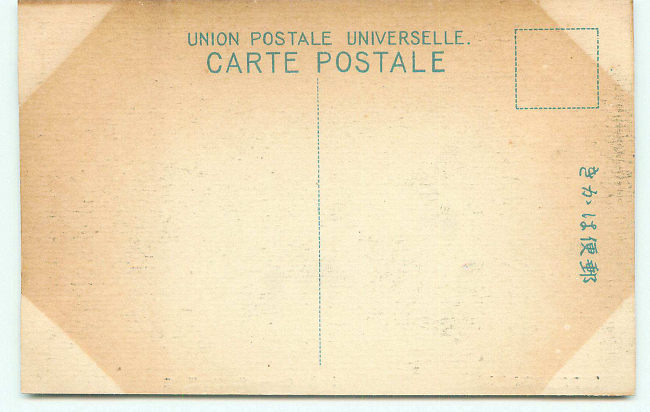 UNION POSTALE UNIVERSELLE.
CARTE POSTALE
郵便はかき